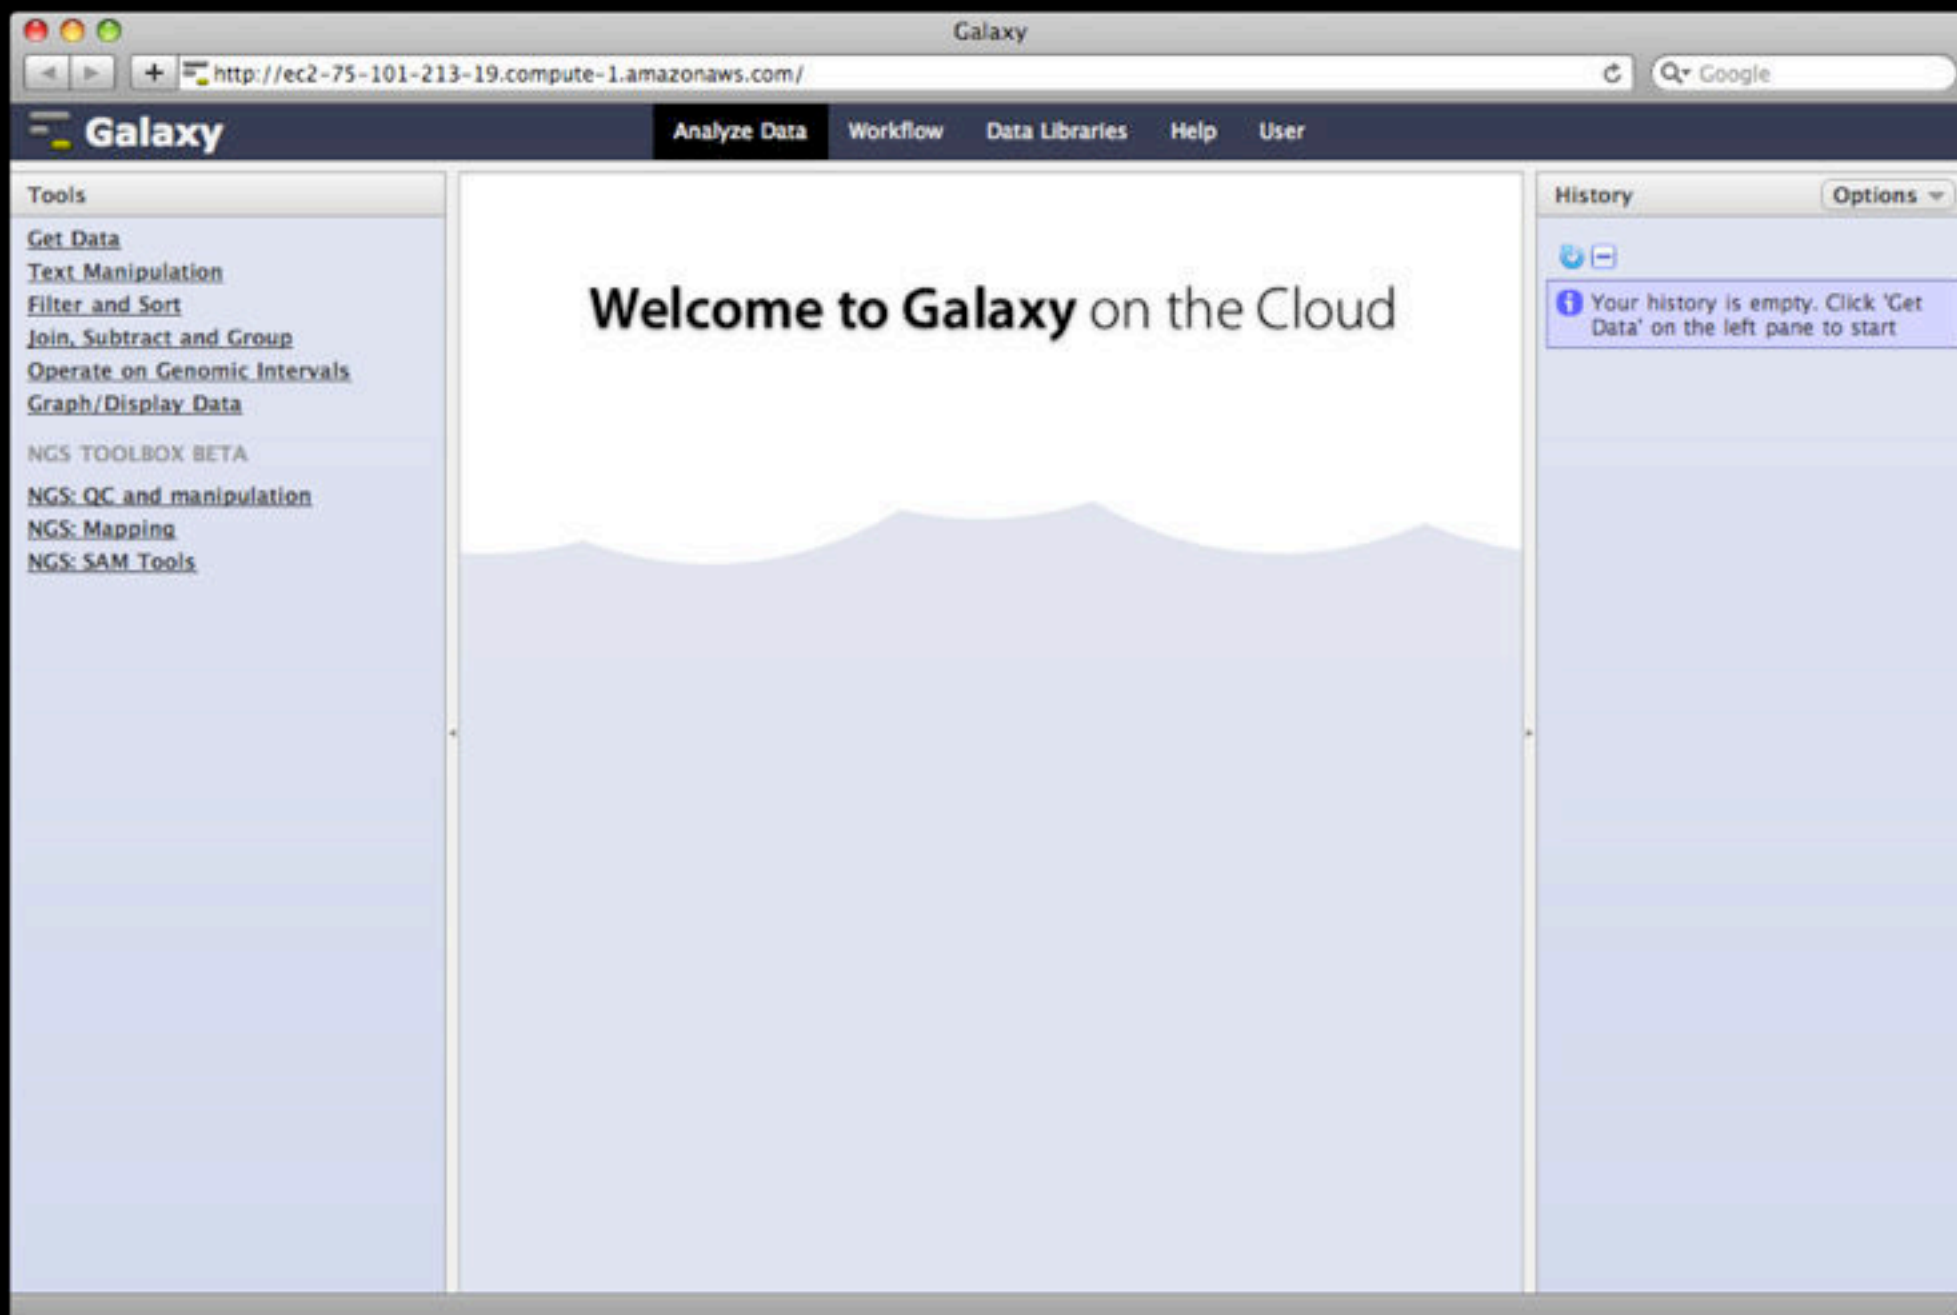 Galaxy
http://ec2-75-101-213-19.compute-1.amazonaws.com/
Google
Galaxy
Analyze Data
Workflow
Data Libraries
Help
User
Tools
Get Data
Text Manipulation
Filter and Sort
Join, Subtract and Group
Operate on Genomic Intervals
Graph/Display Data
NGS TOOLBOX BETA
NGS: QC and manipulation
NGS: Mapping
NGS: SAM Tools
Welcome to Galaxy on the Cloud
History
Options
Your history is empty. Click 'Get
Data' on the left pane to start